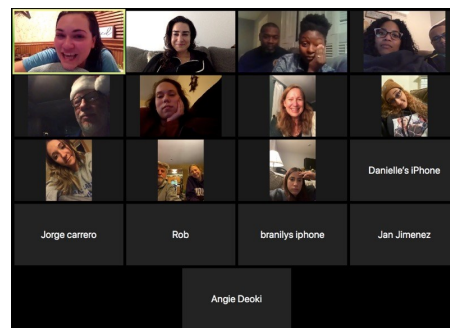 Danielle's iPhone
Jorge carrero
Rob
branilys iphone
Jan Jimenez
Angie Deoki